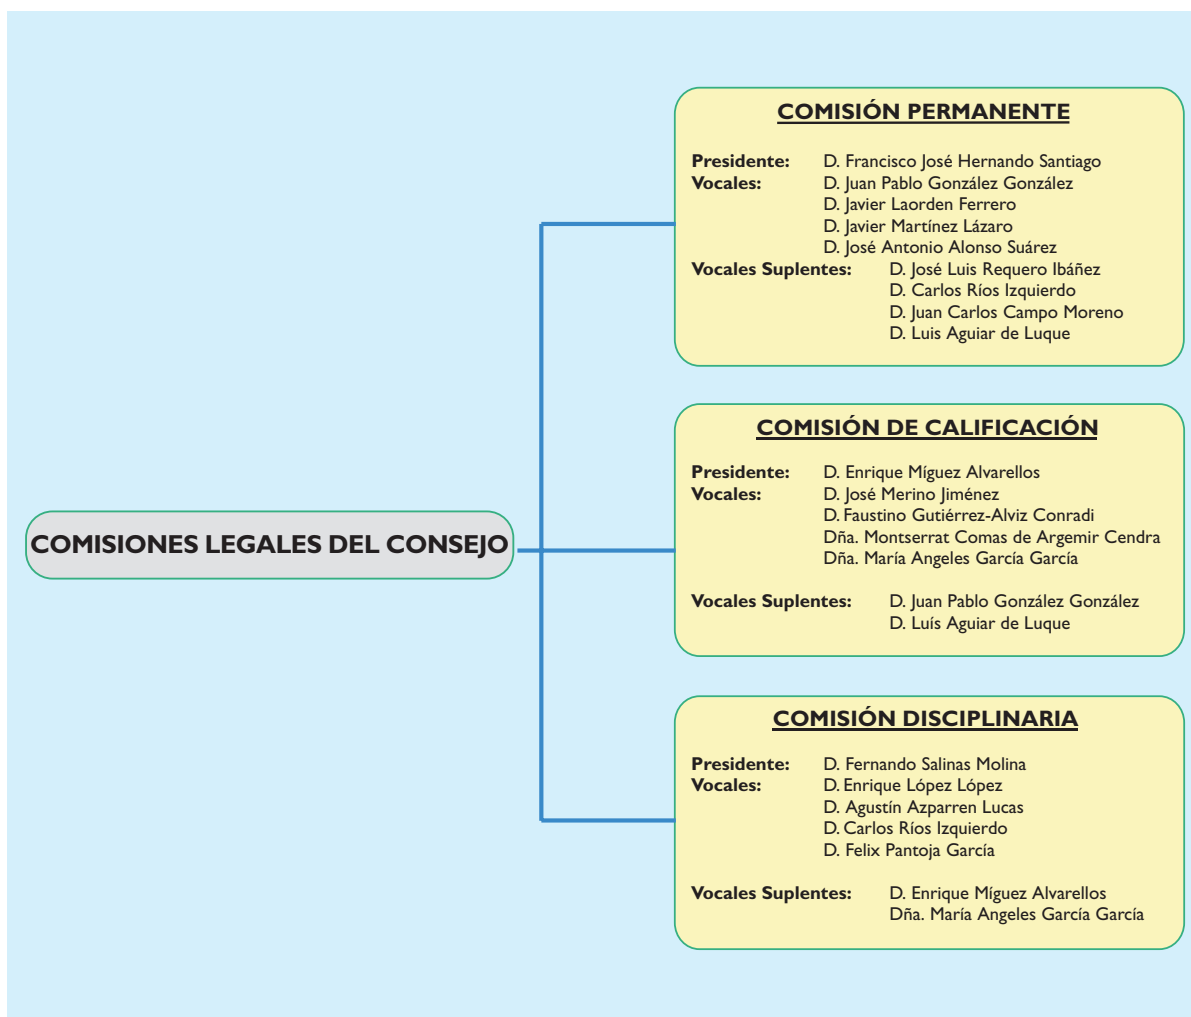 COMISIONES LEGALES DEL CONSEJO
COMISIÓN PERMANENTE
Presidente: D. Francisco José Hernando Santiago
Vocales: D. Juan Pablo González González
D. Javier Laorden Ferrero
D. Javier Martínez Lázaro
D. José Antonio Alonso Suárez
Vocales Suplentes: D. José Luis Requero Ibáñez
D. Carlos Ríos Izquierdo
D. Juan Carlos Campo Moreno
D. Luis Aguiar de Luque
COMISIÓN DE CALIFICACIÓN
Presidente: D. Enrique Míguez Alvarellos
Vocales: D. José Merino Jiménez
D. Faustino Gutiérrez-Alviz Conradi
Dña. Montserrat Comas de Argemir Cendra
Dña. María Angeles García García
Vocales Suplentes: D. Juan Pablo González González
D. Luís Aguiar de Luque
COMISIÓN DISCIPLINARIA
Presidente: D. Fernando Salinas Molina
Vocales: D. Enrique López López
D. Agustín Azparren Lucas
D. Carlos Ríos Izquierdo
D. Felix Pantoja García
Vocales Suplentes: D. Enrique Míguez Alvarellos
Dña. María Angeles García García